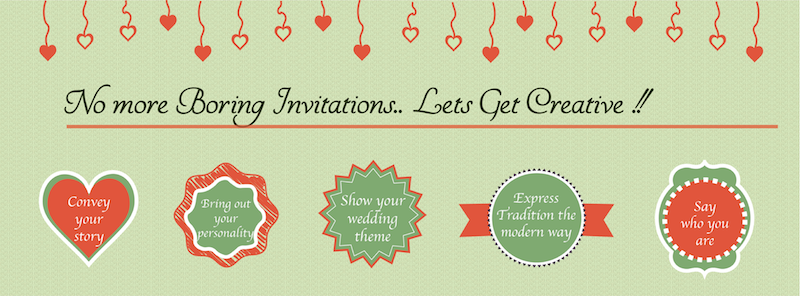 No more Boring Invitations.. Lets Get Creative !!
Convey
your
story
Bring out
your
personality
Show your
wedding
theme
Express
Tradition the
modern way
Say
who you
are